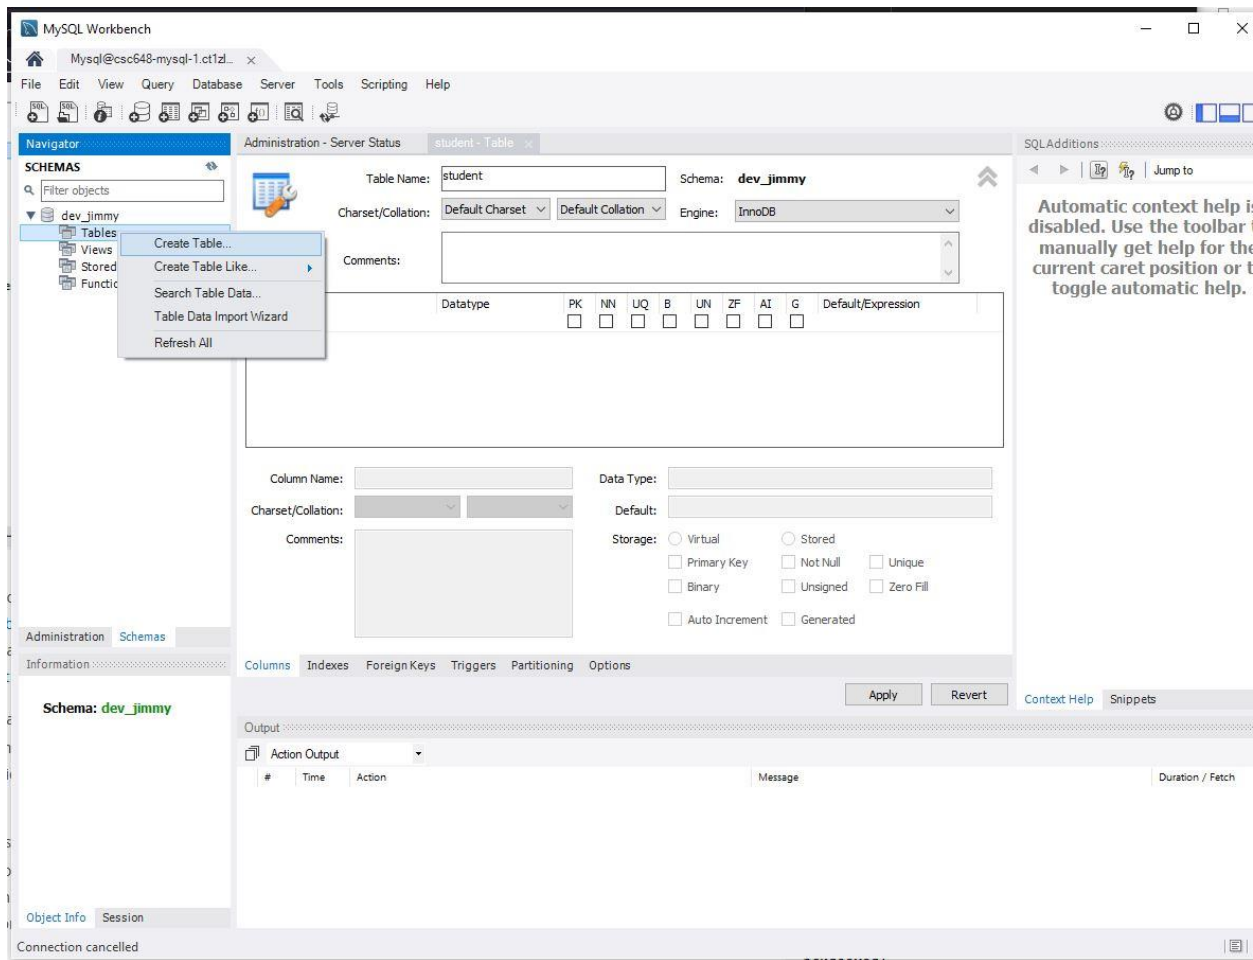 MySQL Workbench
Mysql@csc648-mysql-1.ct1zl...
File Edit View Query Database Server Tools Scripting Help
Navigator
SCHEMAS
Filter objects
dev_jimmy
Tables
Views
Stored
Functio
Create Table...
Create Table Like...
Search Table Data...
Table Data Import Wizard
Refresh All
Administration Schemas
Information
Schema: dev_jimmy
Object Info Session
Administration - Server Status student - Table
Table Name: student Schema: dev_jimmy
Charset/Collation: Default Charset Default Collation Engine: InnoDB
Comments:
Datatype PK NN UQ B UN ZF AI G Default/Expression
Column Name: Data Type:
Charset/Collation: Default:
Comments: Storage: Virtual Stored
Primary Key Not Null Unique
Binary Unsigned Zero Fill
Auto Increment Generated
Columns Indexes Foreign Keys Triggers Partitioning Options
Apply Revert
Output
Action Output
# Time Action Message Duration / Fetch
SQLAdditions
Jump to
Automatic context help is
disabled. Use the toolbar
manually get help for the
current caret position or
toggle automatic help.
Context Help Snippets
Connection cancelled